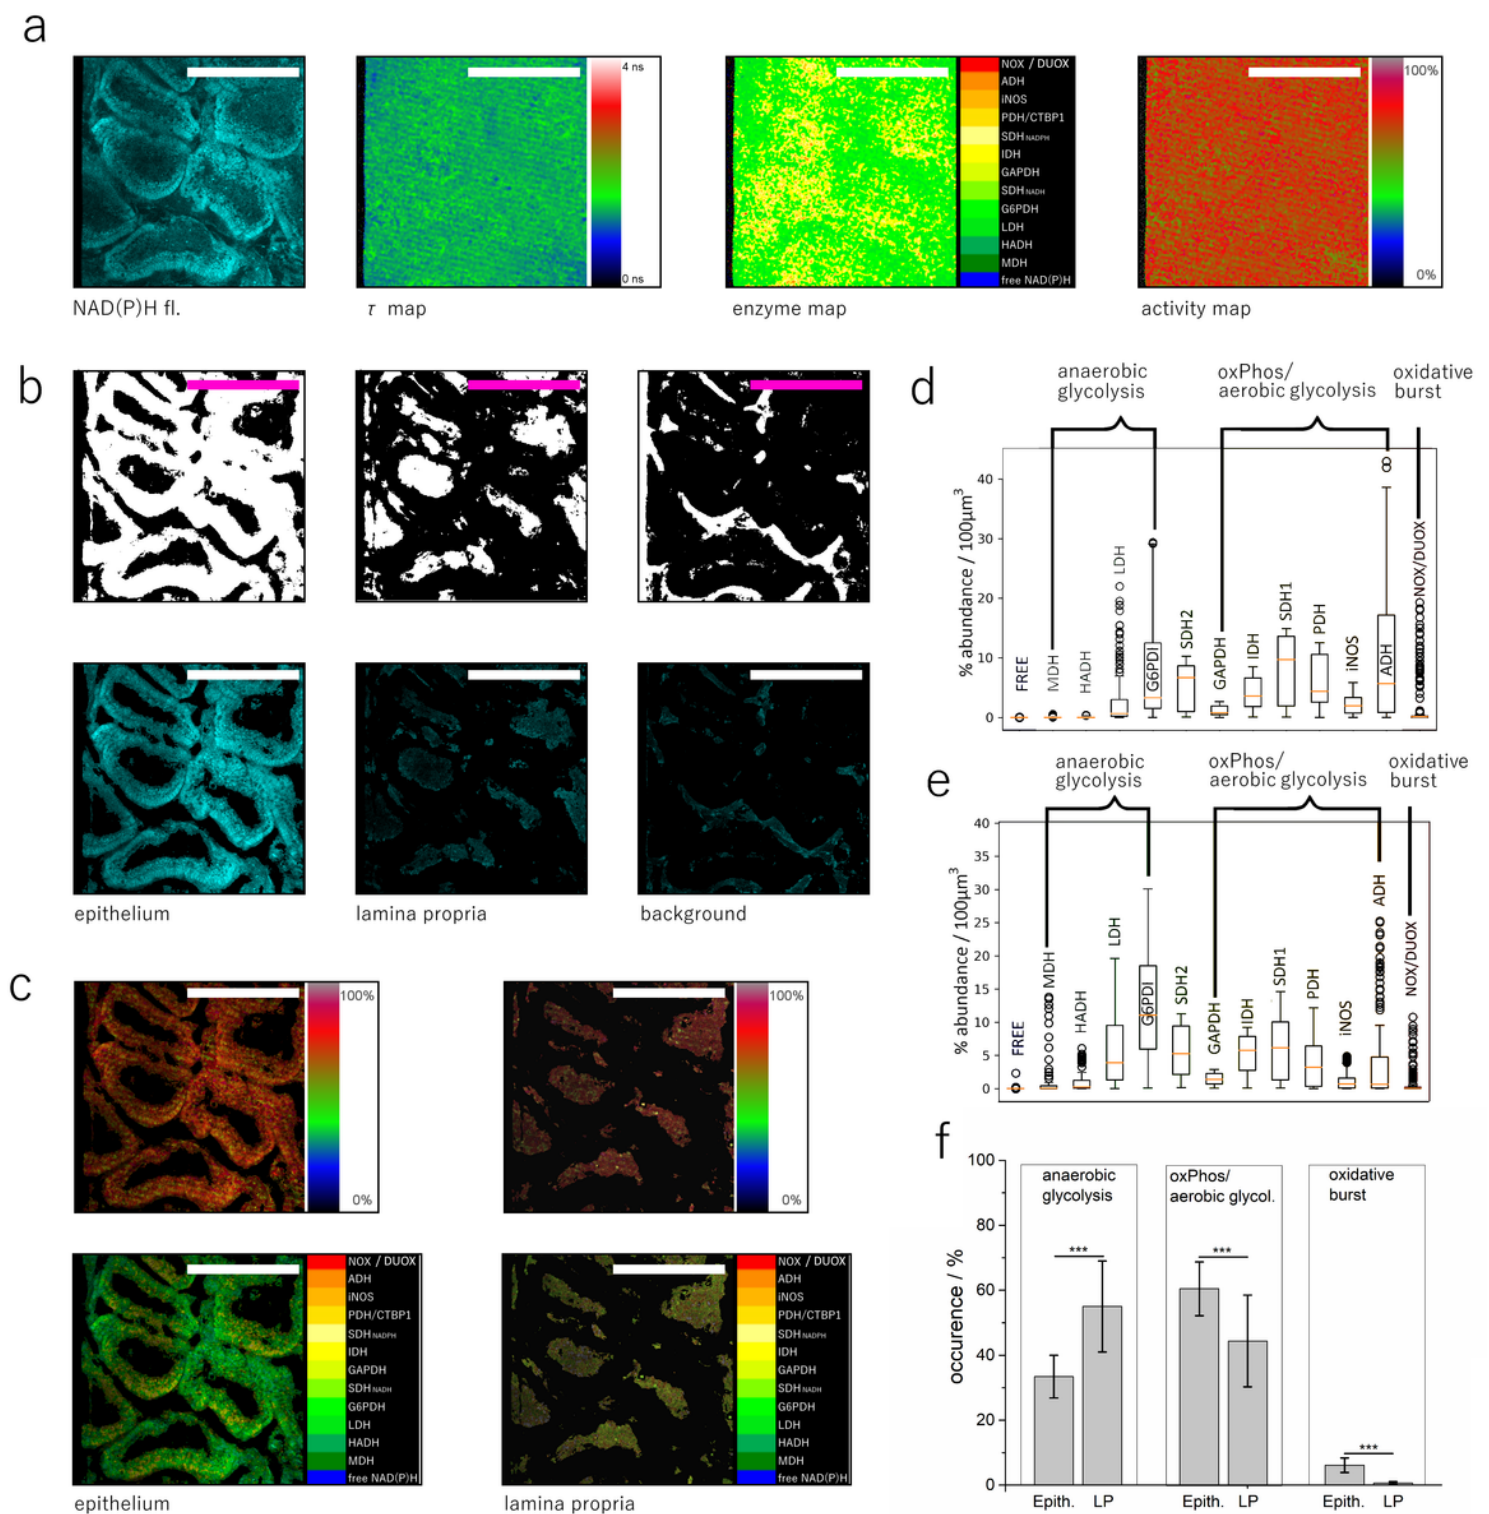 a
4 ns
0 ns
NOX / DUOX
ADH
iNOS
PDH/CTBP1
SDH NADPH
IDH
GAPDH
SDH NADH
G6PDH
LDH
HADH
MDH
free NAD(P)H
100%
0%
NAD(P)H fl.
τ map
enzyme map
activity map
b
epithelium
lamina propria
background
c
100%
0%
100%
0%
NOX / DUOX
ADH
iNOS
PDH/CTBP1
SDH NADPH
IDH
GAPDH
SDH NADH
G6PDH
LDH
HADH
MDH
free NAD(P)H
NOX / DUOX
ADH
iNOS
PDH/CTBP1
SDH NADPH
IDH
GAPDH
SDH NADH
G6PDH
LDH
HADH
MDH
free NAD(P)H
epithelium
lamina propria
d
anaerobic
glycolysis
oxPhos/
aerobic glycolysis
oxidative
burst
% abundance / 100µm³
40
30
20
10
0
FREE
MDH
HADH
LDH
G6PDI
SDH2
GAPDH
IDH
SDH1
PDH
iNOS
ADH
NOX/DUOX
e
anaerobic
glycolysis
oxPhos/
aerobic glycolysis
oxidative
burst
% abundance / 100µm³
40
35
30
25
20
15
10
5
0
FREE
MDH
HADH
LDH
G6PDI
SDH2
GAPDH
IDH
SDH1
PDH
iNOS
ADH
NOX/DUOX
f
occurence / %
100
80
60
40
20
0
anaerobic
glycolysis
oxPhos/
aerobic glycol.
oxidative
burst
***
***
***
Epith. LP
Epith. LP
Epith. LP